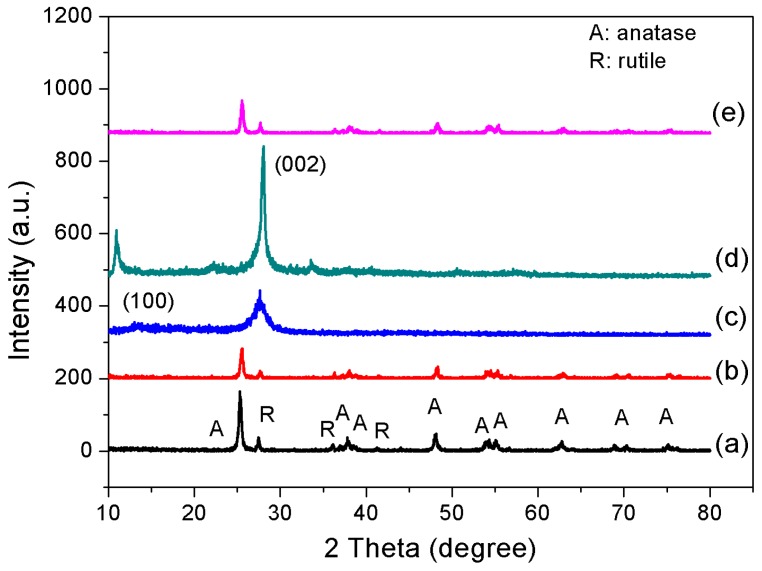 1200
A: anatase
R: rutile
1000
(e)
800
(002)
600
(d)
400
(100)
(c)
200
(b)
0
A
R
R
A
A
R
A
A
A
A
A
A
(a)
10 20 30 40 50 60 70 80
2 Theta (degree)
Intensity (a.u.)